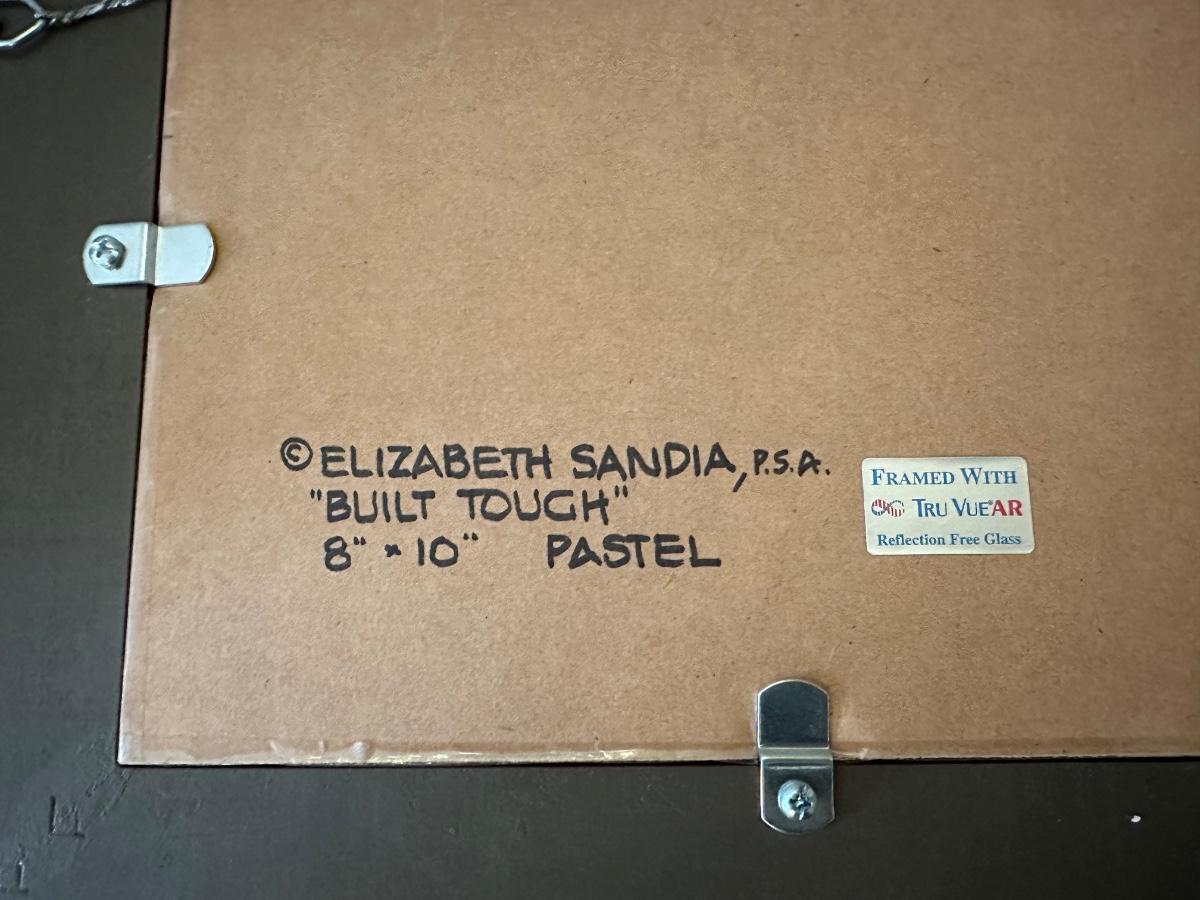 © ELIZABETH SANDIA, P.S.A.
"BUILT TOUGH"
8" × 10" PASTEL
FRAMED WITH
TRU VUE® AR
Reflection Free Glass